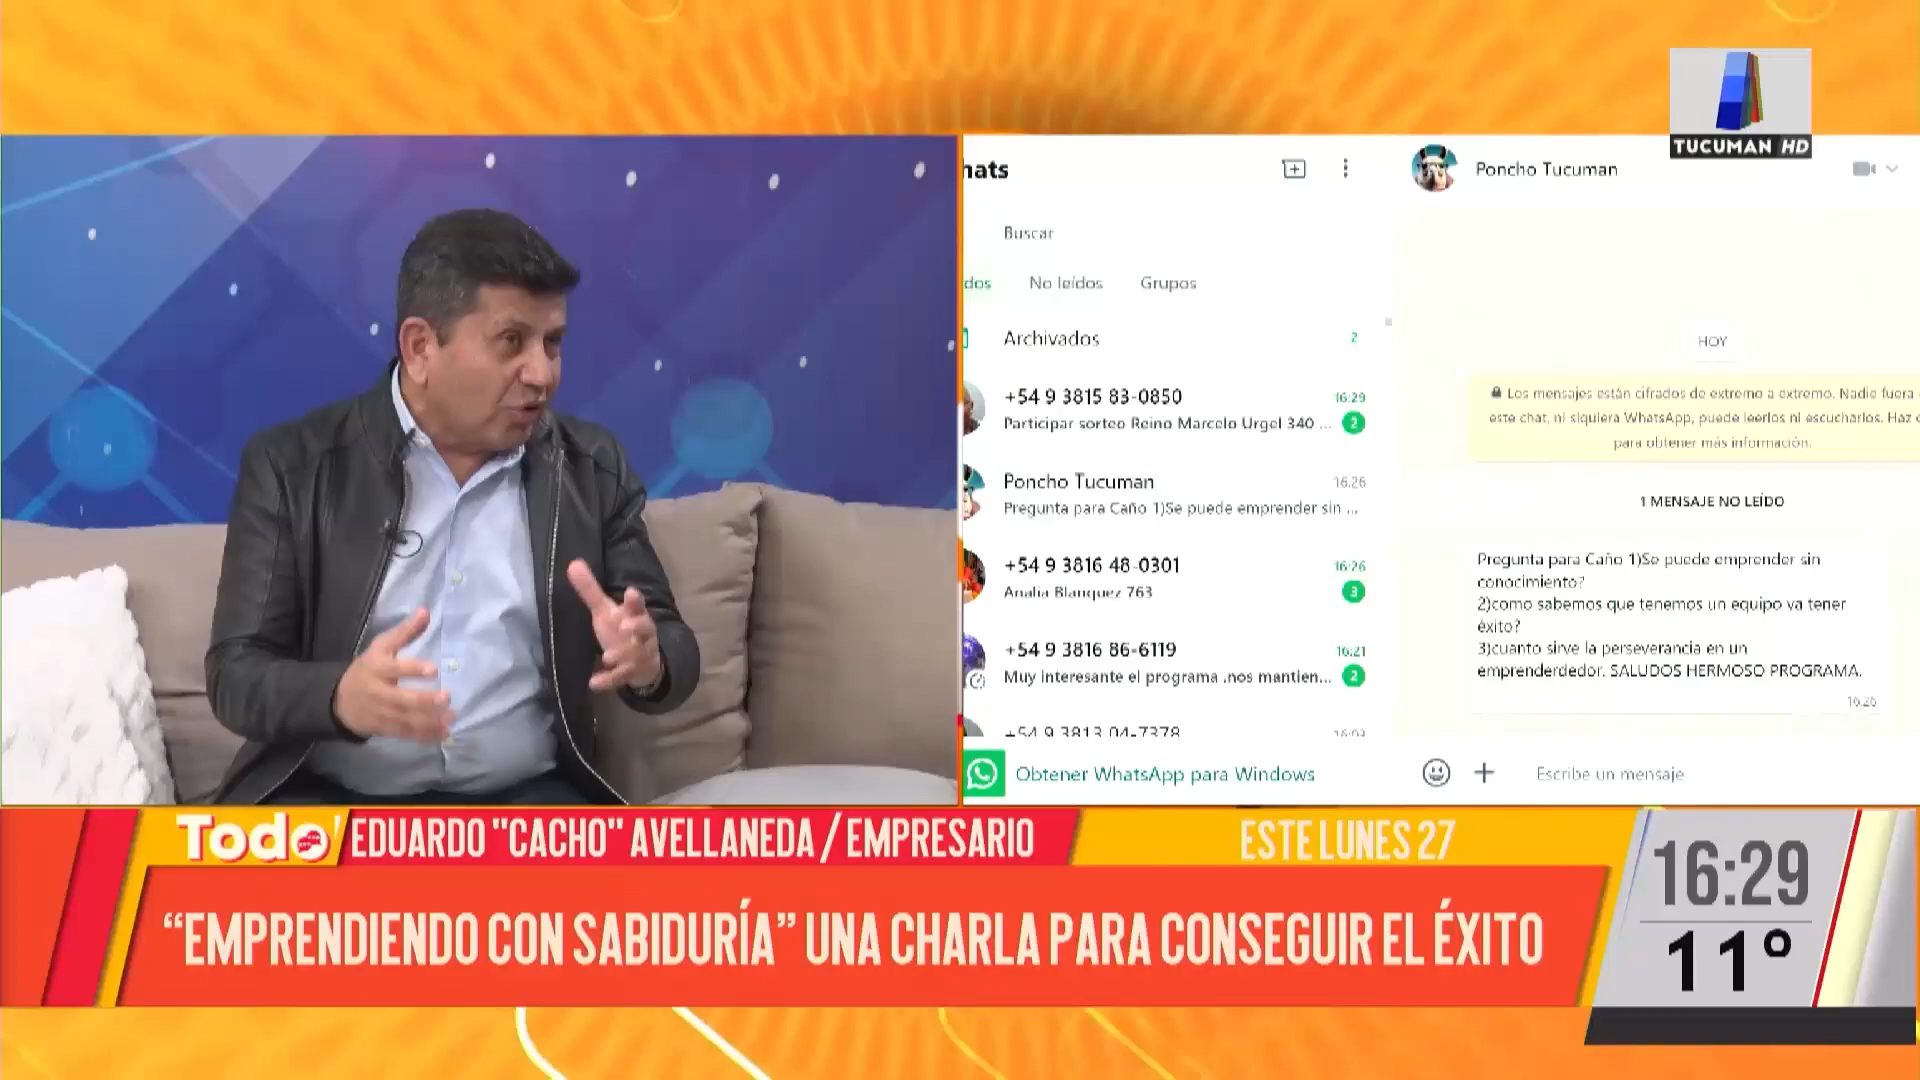 TUCUMAN HD
hats
Buscar
dos
No leídos
Grupos
Archivados
2
+54 9 3815 83-0850
16:29
Participar sorteo Reino Marcelo Urgel 340 ...
2
Poncho Tucuman
16:26
Pregunta para Caño 1)Se puede emprender sin ...
+54 9 3816 48-0301
16:26
Analia Blanquez 763
3
+54 9 3816 86-6119
16:21
Muy interesante el programa .nos mantien...
2
+54 9 3813 04-7378
16:03
Obtener WhatsApp para Windows
Poncho Tucuman
HOY
Los mensajes están cifrados de extremo a extremo. Nadie fuera
este chat, ni siquiera WhatsApp, puede leerlos ni escucharlos. Haz
para obtener más información.
1 MENSAJE NO LEÍDO
Pregunta para Caño 1)Se puede emprender sin
conocimiento?
2)como sabemos que tenemos un equipo va tener
éxito?
3)cuanto sirve la perseverancia en un
emprenderdedor. SALUDOS HERMOSO PROGRAMA.
16:26
Escribe un mensaje
Todo
EDUARDO "CACHO" AVELLANEDA / EMPRESARIO
ESTE LUNES 27
“EMPRENDIENDO CON SABIDURÍA” UNA CHARLA PARA CONSEGUIR EL ÉXITO
16:29
11°